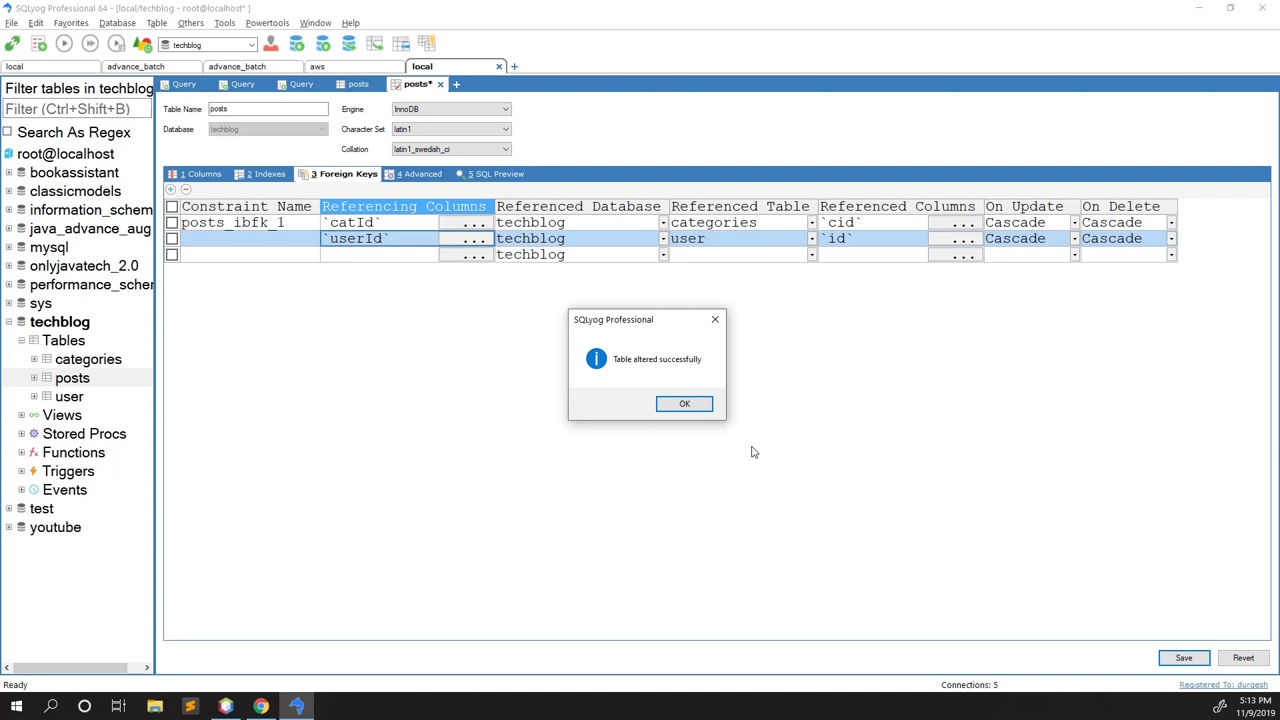 SQLyog Professional 64 - [local/techblog - root@localhost* ]
File Edit Favorites Database Table Others Tools Powertools Window Help
techblog
local advance_batch advance_batch aws local
Filter tables in techblog
Query Query Query posts posts*
Filter (Ctrl+Shift+B)
Table Name posts Engine InnoDB
Search As Regex
Database techblog Character Set latin1
Collation latin1_swedish_ci
1 Columns 2 Indexes 3 Foreign Keys 4 Advanced 5 SQL Preview
Constraint Name Referencing Columns Referenced Database Referenced Table Referenced Columns On Update On Delete
posts_ibfk_1 `catId` ... techblog categories `cid` ... Cascade Cascade
`userId` ... techblog user `id` ... Cascade Cascade
... techblog ...
root@localhost
bookassistant
classicmodels
information_schem
java_advance_aug
mysql
onlyjavatech_2.0
performance_scher
sys
techblog
Tables
categories
posts
user
Views
Stored Procs
Functions
Triggers
Events
test
youtube
SQLyog Professional
Table altered successfully
OK
Save Revert
Ready Connections: 5 Registered To: durgesh
5:13 PM
11/9/2019